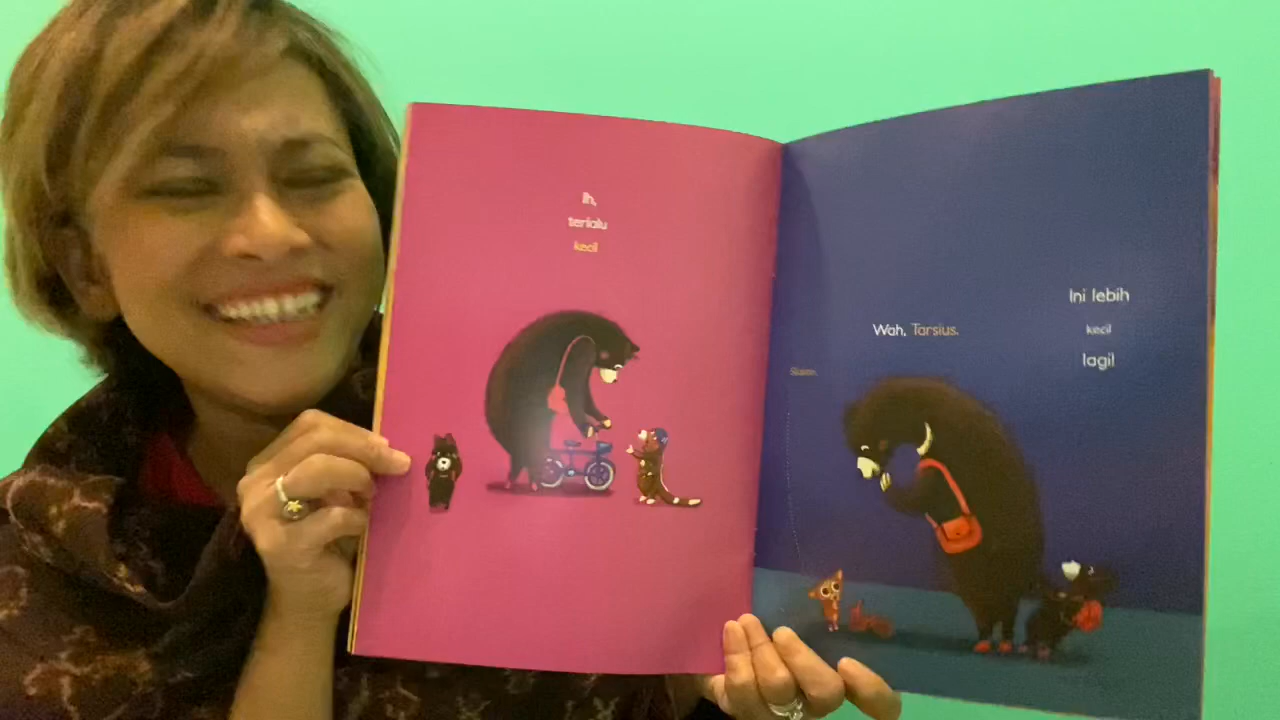 Ih,
terlalu
kecil
Wah, Tarsius.
Ini lebih
kecil
lagi!